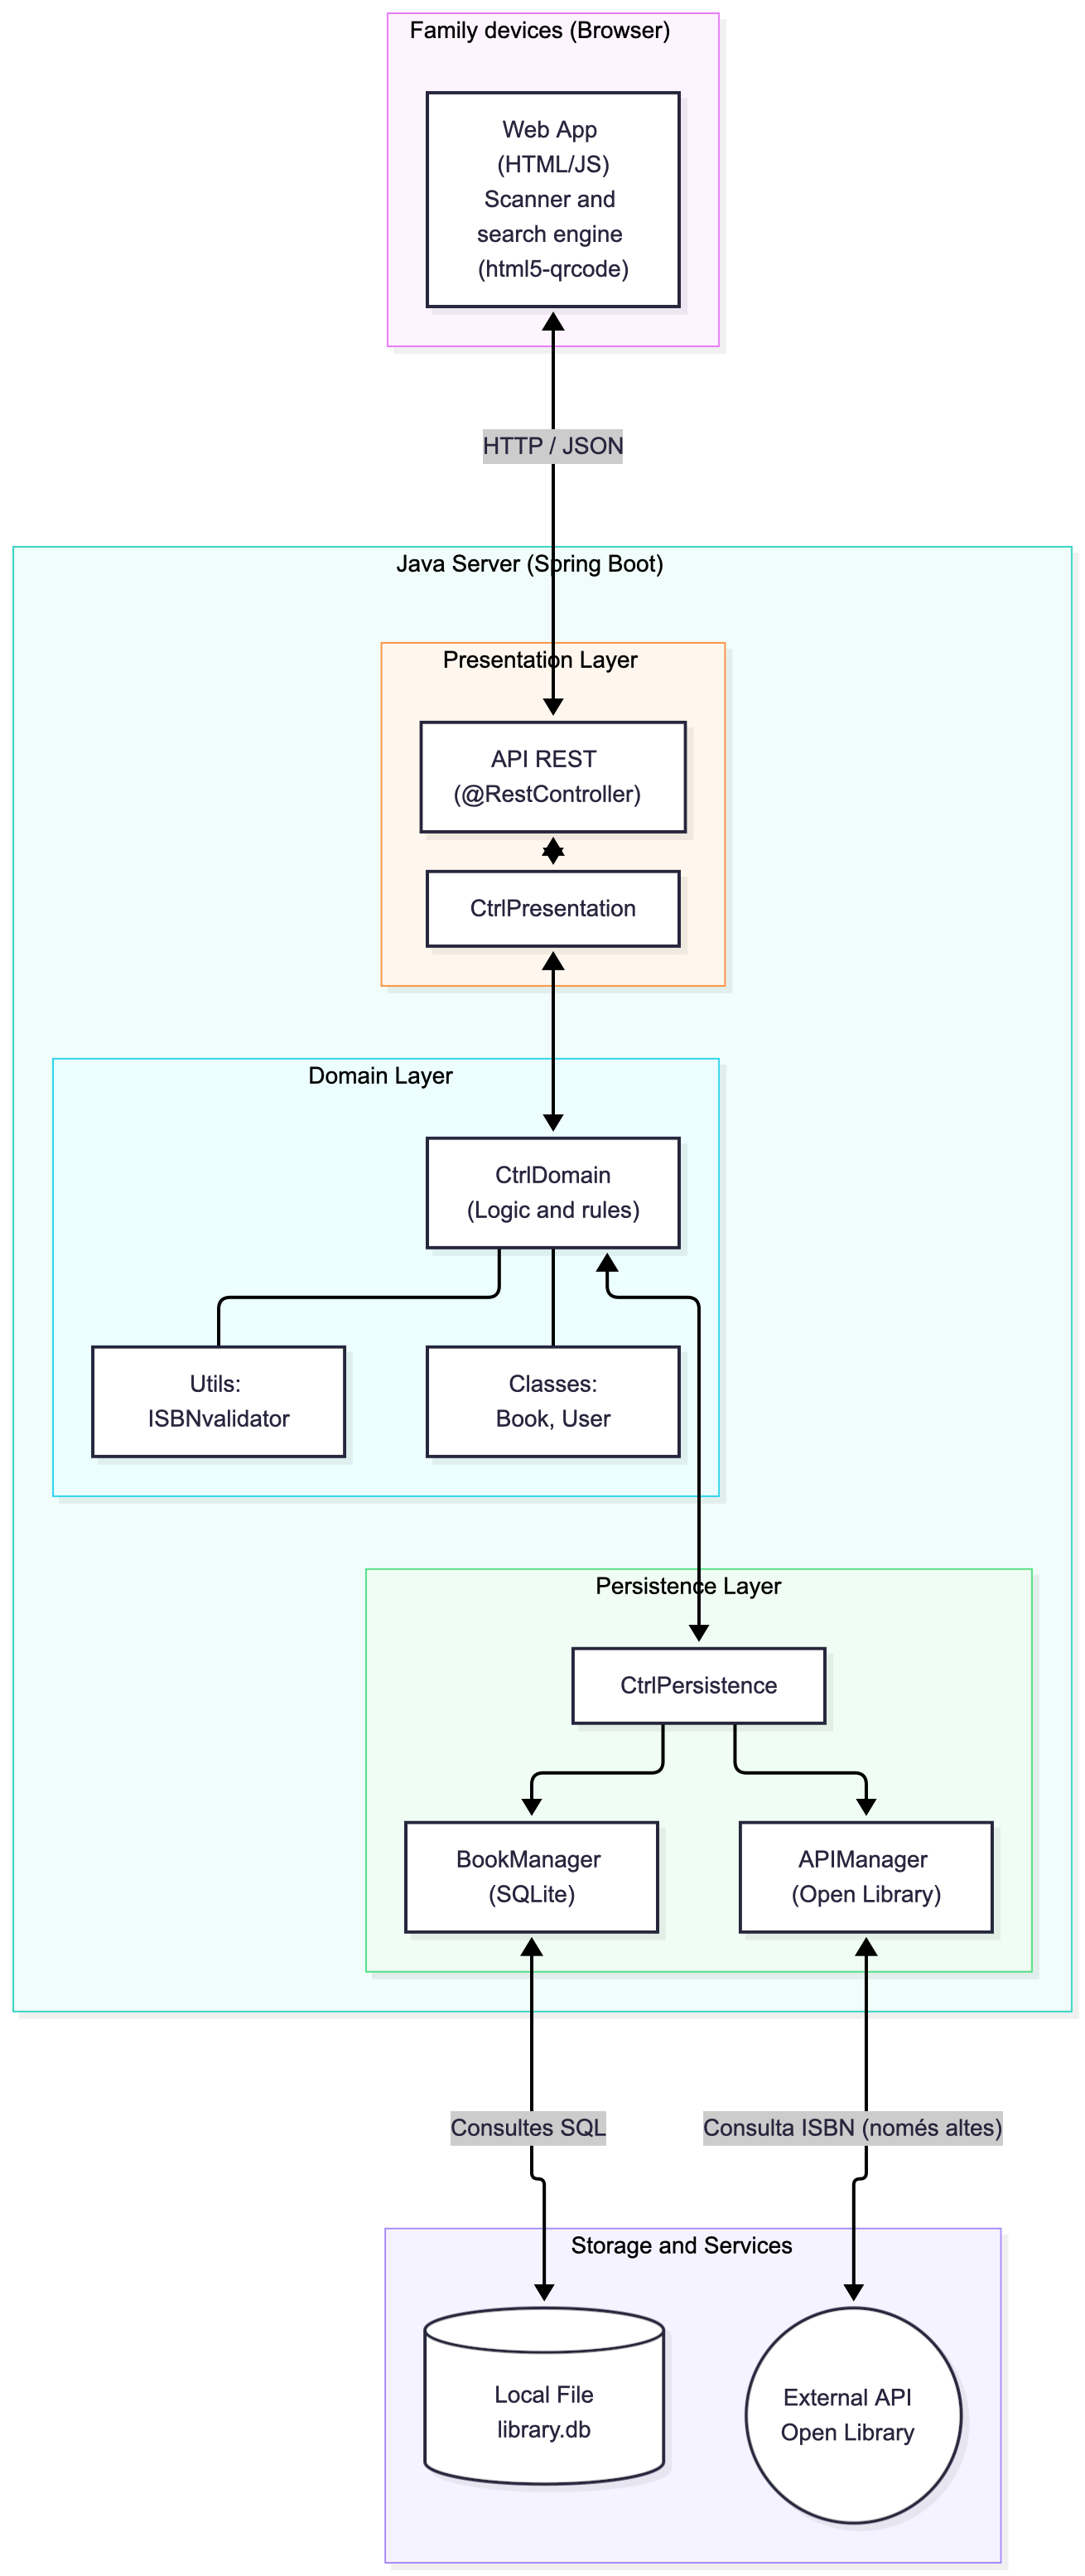 Family devices (Browser)
Web App
(HTML/JS)
Scanner and
search engine
(html5-qrcode)
HTTP / JSON
Java Server (Spring Boot)
Presentation Layer
API REST
(@RestController)
CtrlPresentation
Domain Layer
CtrlDomain
(Logic and rules)
Utils:
ISBNvalidator
Classes:
Book, User
Persistence Layer
CtrlPersistence
BookManager
(SQLite)
APIManager
(Open Library)
Consultes SQL
Consulta ISBN (només altes)
Storage and Services
Local File
library.db
External API
Open Library